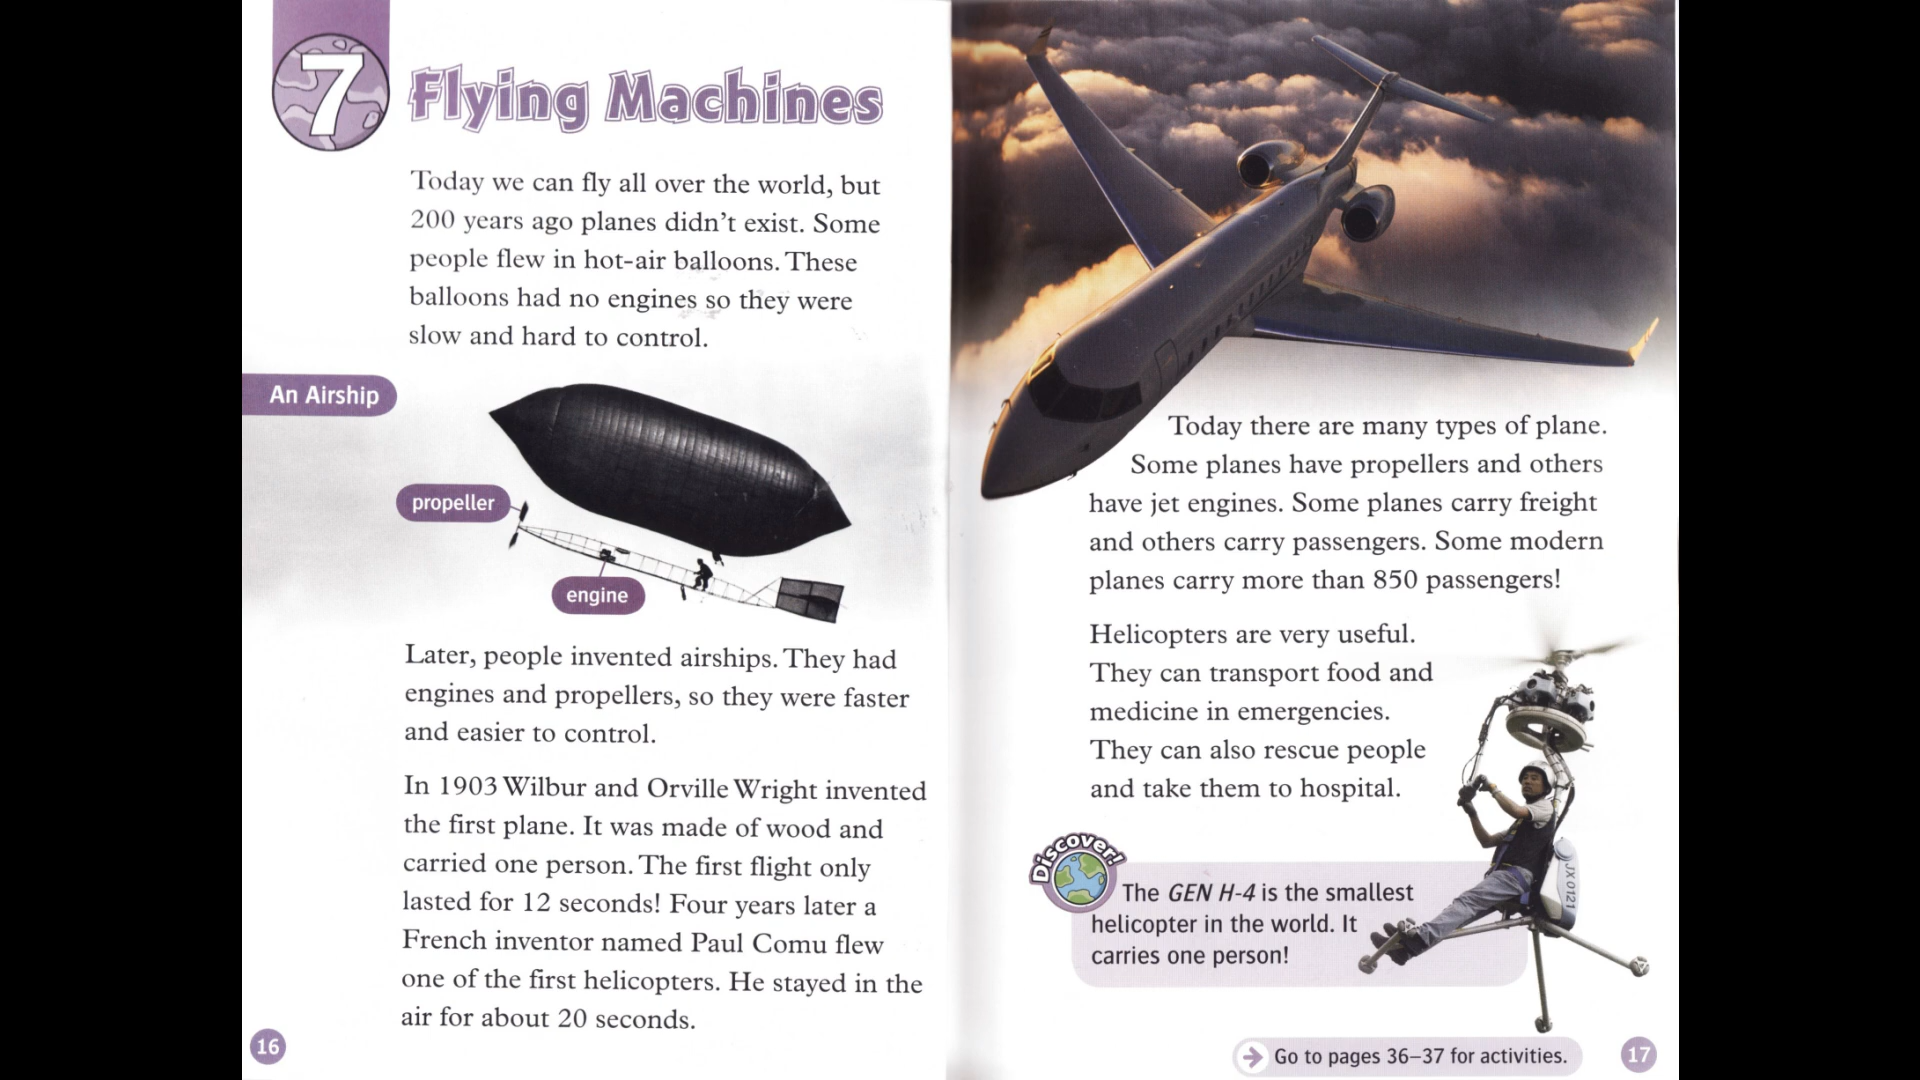 7 Flying Machines
Today we can fly all over the world, but
200 years ago planes didn't exist. Some
people flew in hot-air balloons. These
balloons had no engines so they were
slow and hard to control.
An Airship
propeller
engine
Later, people invented airships. They had
engines and propellers, so they were faster
and easier to control.
In 1903 Wilbur and Orville Wright invented
the first plane. It was made of wood and
carried one person. The first flight only
lasted for 12 seconds! Four years later a
French inventor named Paul Comu flew
one of the first helicopters. He stayed in the
air for about 20 seconds.
16
Today there are many types of plane.
Some planes have propellers and others
have jet engines. Some planes carry freight
and others carry passengers. Some modern
planes carry more than 850 passengers!
Helicopters are very useful.
They can transport food and
medicine in emergencies.
They can also rescue people
and take them to hospital.
JX 0121
Discover!
The GEN H-4 is the smallest
helicopter in the world. It
carries one person!
Go to pages 36–37 for activities.
17